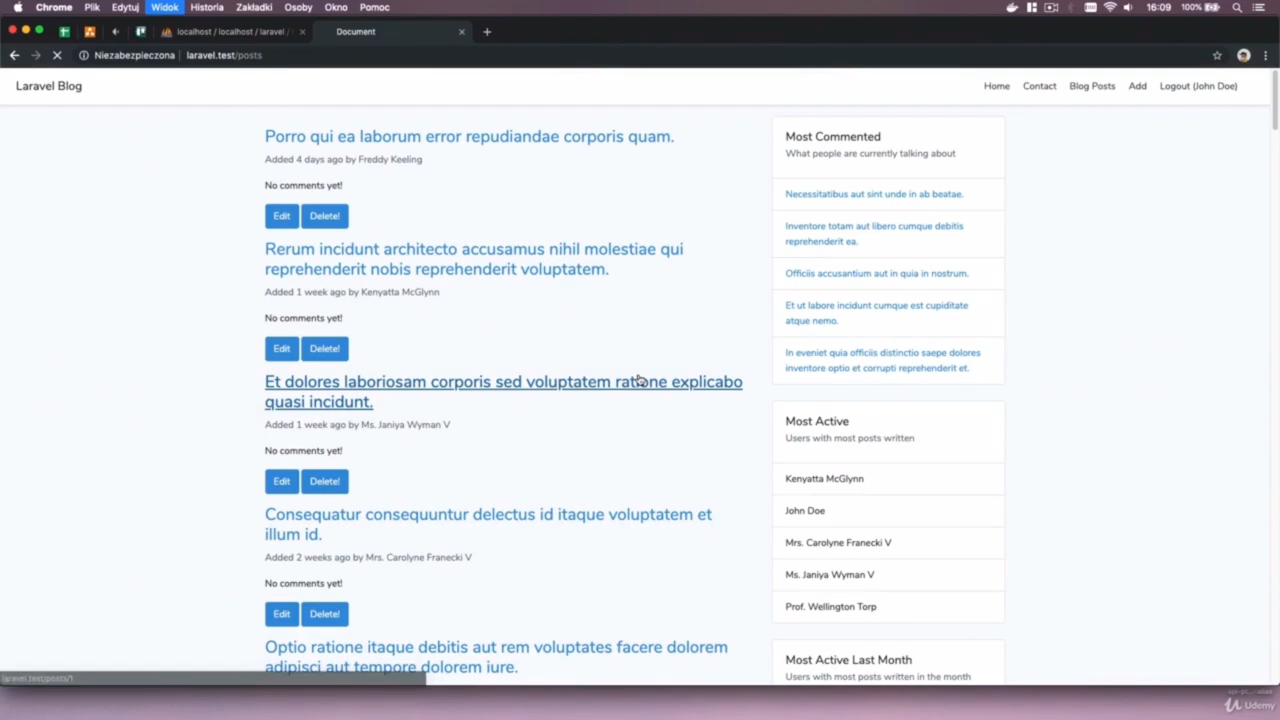 Chrome Plik Edytuj Widok Historia Zakładki Osoby Okno Pomoc 16:09 100%
localhost / localhost / laravel / Document
Niezabezpieczona laravel.test/posts
Laravel Blog Home Contact Blog Posts Add Logout (John Doe)
Porro qui ea laborum error repudiandae corporis quam.
Added 4 days ago by Freddy Keeling
No comments yet!
Edit Delete!
Rerum incidunt architecto accusamus nihil molestiae qui
reprehenderit nobis reprehenderit voluptatem.
Added 1 week ago by Kenyatta McGlynn
No comments yet!
Edit Delete!
Et dolores laboriosam corporis sed voluptatem ratione explicabo
quasi incidunt.
Added 1 week ago by Ms. Janiya Wyman V
No comments yet!
Edit Delete!
Consequatur consequuntur delectus id itaque voluptatem et
illum id.
Added 2 weeks ago by Mrs. Carolyne Franecki V
No comments yet!
Edit Delete!
Optio ratione itaque debitis aut rem voluptates facere dolorem
adipisci aut tempore dolorem iure.
Most Commented
What people are currently talking about
Necessitatibus aut sint unde in ab beatae.
Inventore totam aut libero cumque debitis
reprehenderit ea.
Officiis accusantium aut in quia in nostrum.
Et ut labore incidunt cumque est cupiditate
atque nemo.
In eveniet quia officiis distinctio saepe dolores
inventore optio et corrupti reprehenderit et.
Most Active
Users with most posts written
Kenyatta McGlynn
John Doe
Mrs. Carolyne Franecki V
Ms. Janiya Wyman V
Prof. Wellington Torp
Most Active Last Month
Users with most posts written in the month
laravel.test/posts/1
Udemy